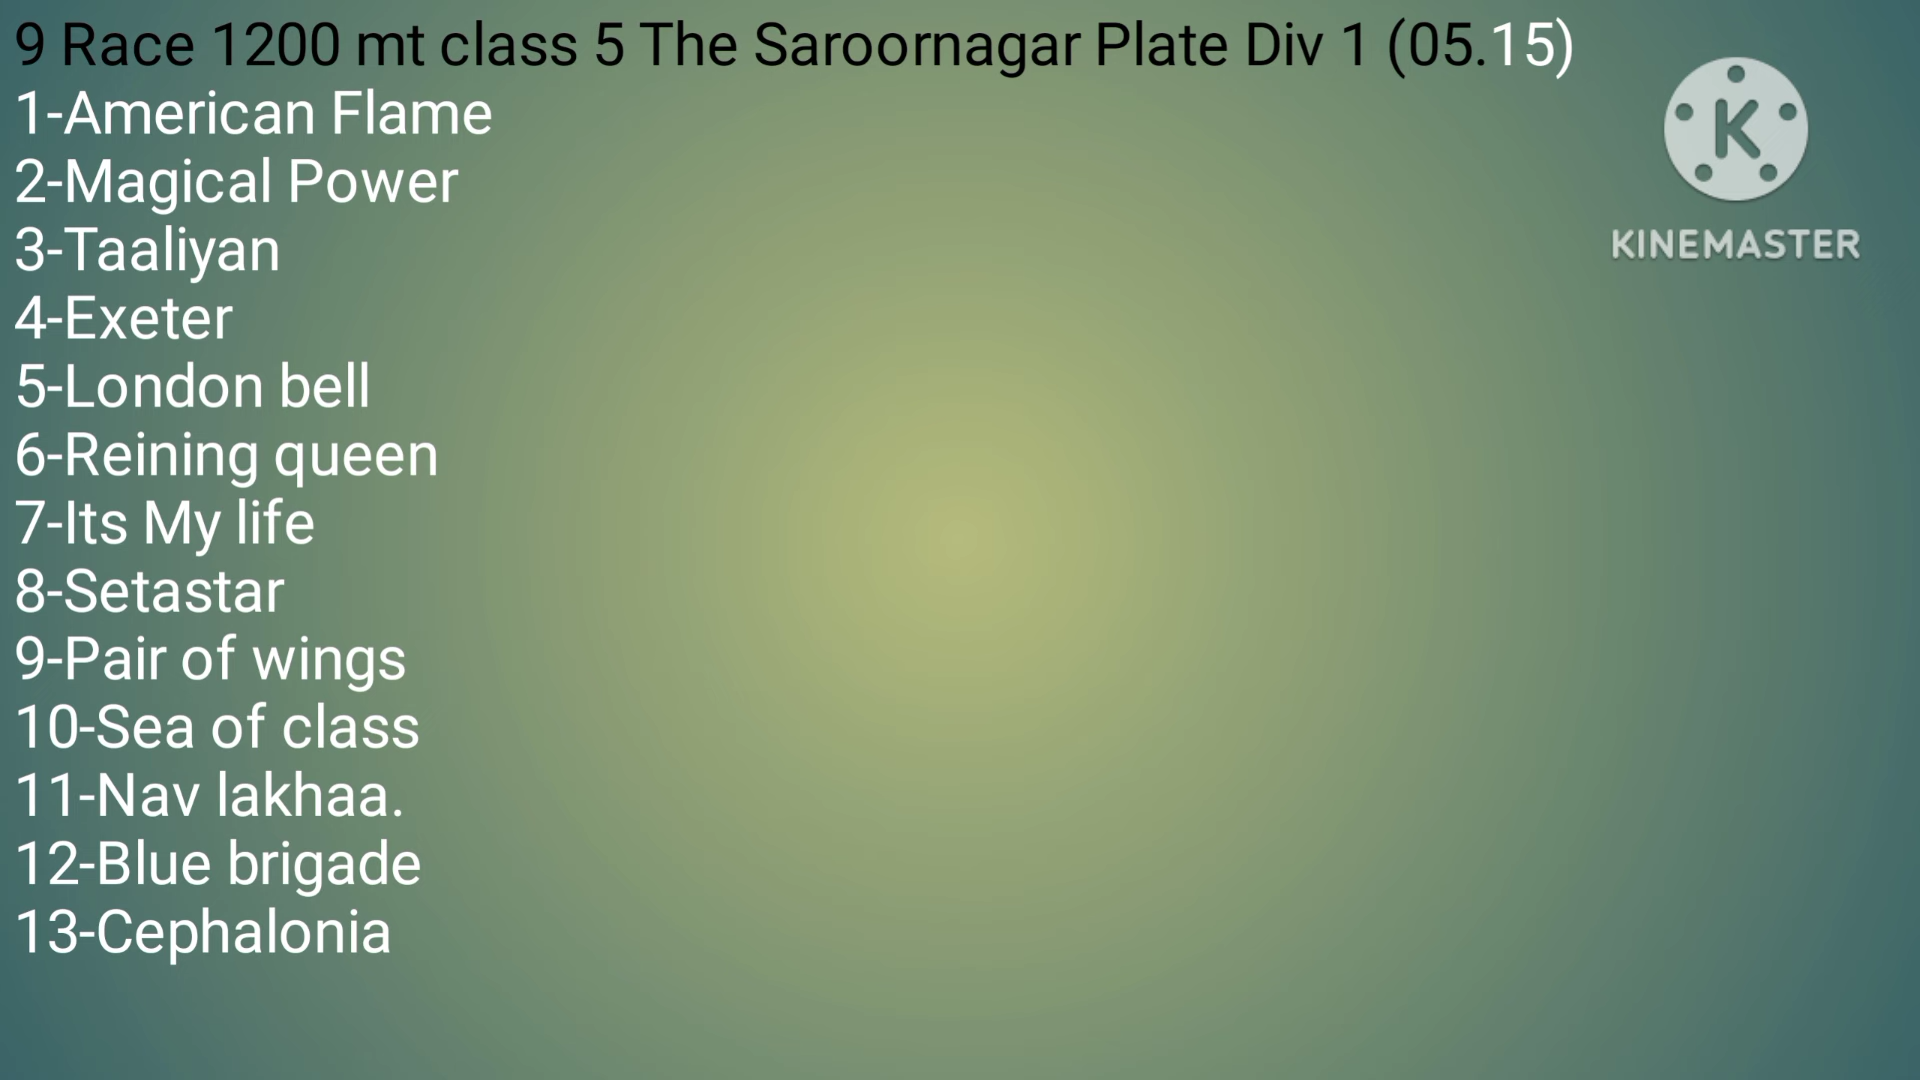 9 Race 1200 mt class 5 The Saroornagar Plate Div 1 (05.15)
1-American Flame
2-Magical Power
3-Taaliyan
4-Exeter
5-London bell
6-Reining queen
7-Its My life
8-Setastar
9-Pair of wings
10-Sea of class
11-Nav lakhaa.
12-Blue brigade
13-Cephalonia
K
KINEMASTER